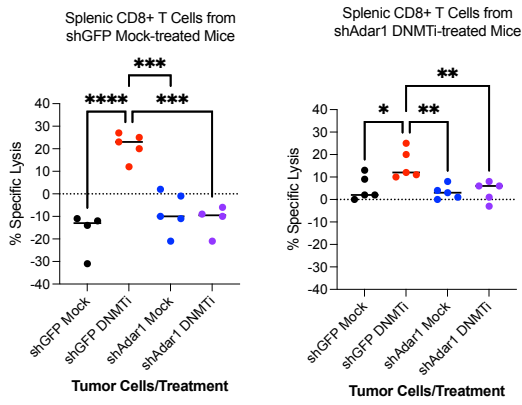 Splenic CD8+ T Cells from
shGFP Mock-treated Mice
***
****
***
% Specific Lysis
40
30
20
10
0
-10
-20
-30
-40
shGFP Mock
shGFP DNMTi
shAdar1 Mock
shAdar1 DNMTi
Tumor Cells/Treatment
Splenic CD8+ T Cells from
shAdar1 DNMTi-treated Mice
**
*
**
% Specific Lysis
40
30
20
10
0
-10
-20
-30
-40
shGFP Mock
shGFP DNMTi
shAdar1 Mock
shAdar1 DNMTi
Tumor Cells/Treatment